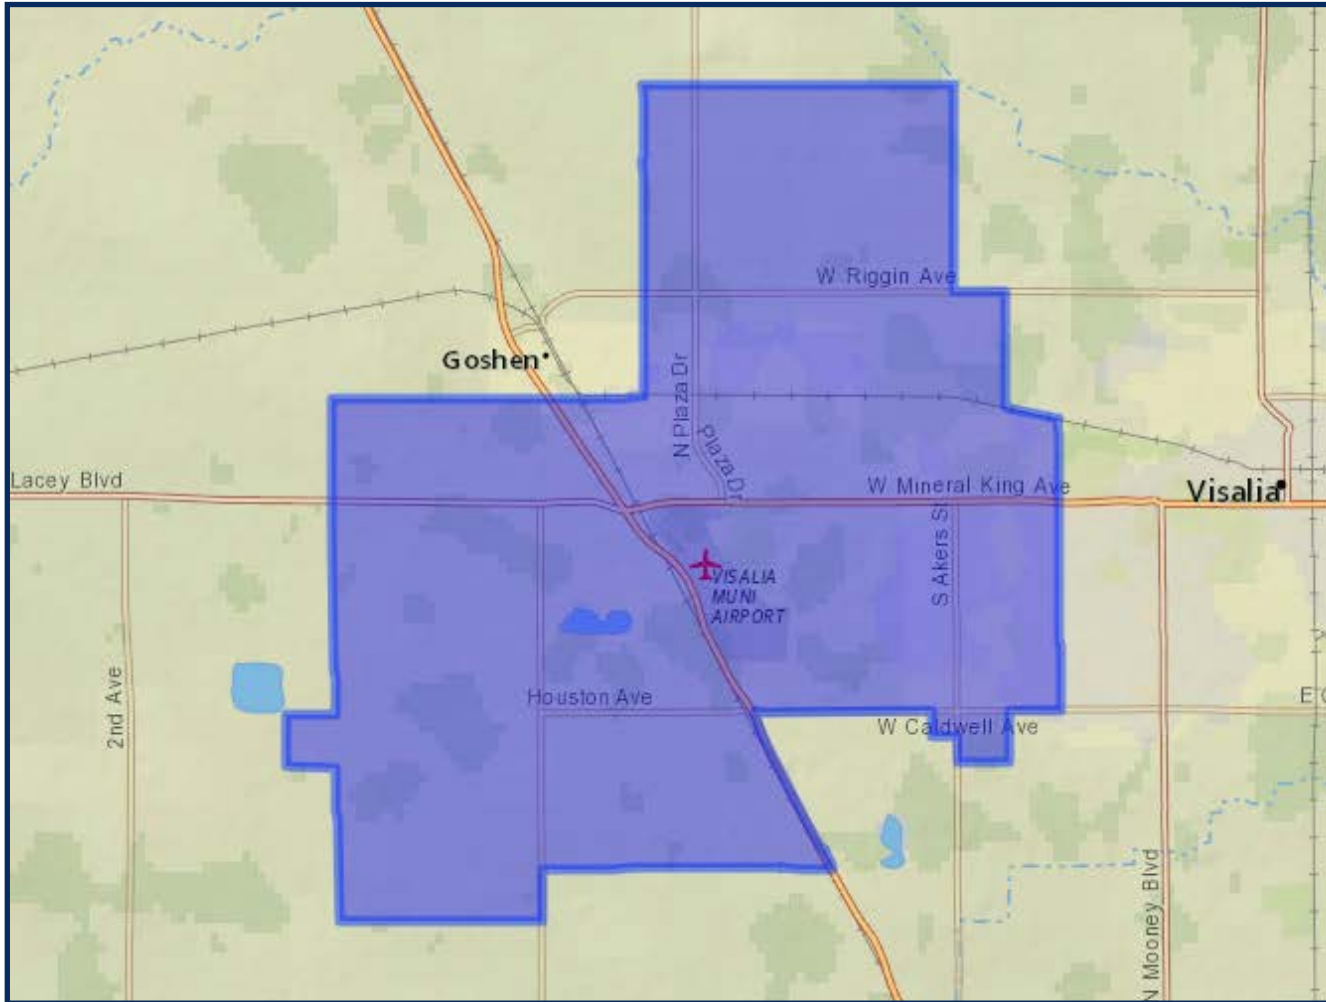 W Riggin Ave
Goshen
N Plaza Dr
Plaza Dr
Lacey Blvd
W Mineral King Ave
Visalia
S Akers St
VISALIA
MUNI
AIRPORT
2nd Ave
Houston Ave
W Caldwell Ave
N Mooney Blvd